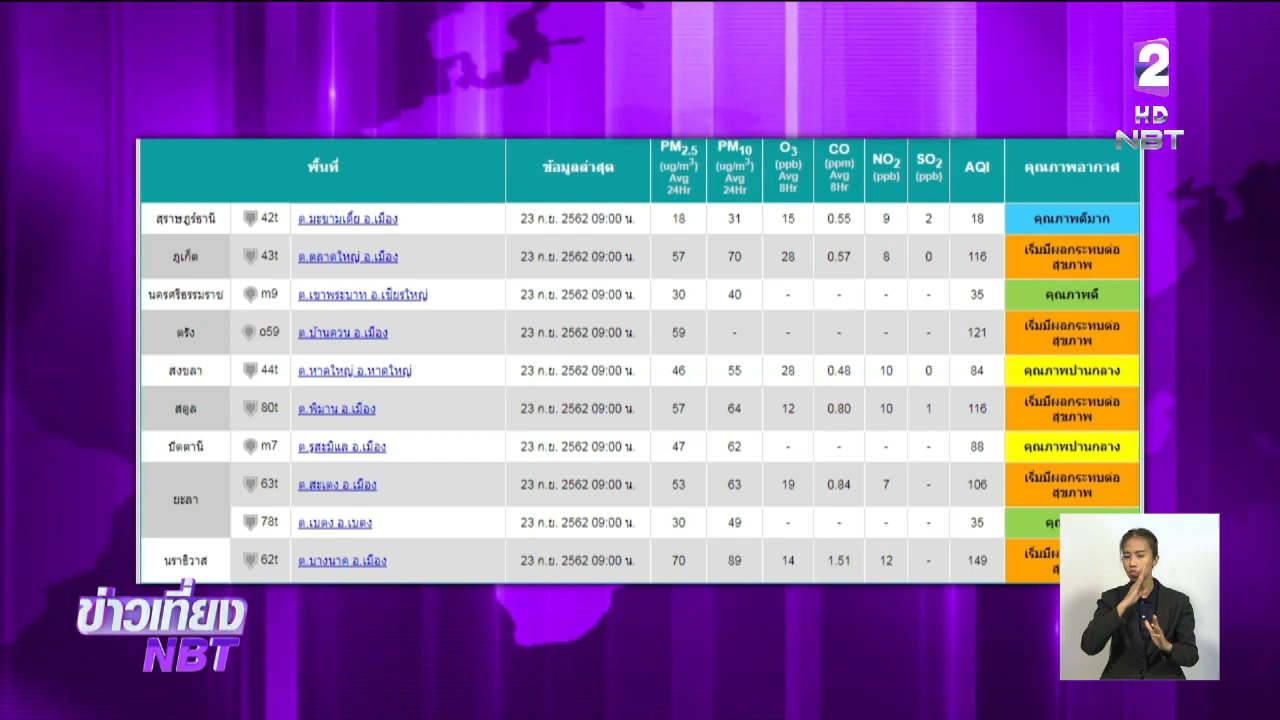 2
HD
NBT
พื้นที่ ข้อมูลล่าสุด PM2.5 (ug/m3) Avg 24Hr PM10 (ug/m3) Avg 24Hr O3 (ppb) Avg 8Hr CO (ppm) Avg 8Hr NO2 (ppb) SO2 (ppb) AQI คุณภาพอากาศ
สุราษฎร์ธานี 42t ต.มะขามเตี้ย อ.เมือง 23 ก.ย. 2562 09:00 น. 18 31 15 0.55 9 2 18 คุณภาพดีมาก
ภูเก็ต 43t ต.ตลาดใหญ่ อ.เมือง 23 ก.ย. 2562 09:00 น. 57 70 28 0.57 8 0 116 เริ่มมีผลกระทบต่อสุขภาพ
นครศรีธรรมราช m9 ต.เขาพระบาท อ.เชียรใหญ่ 23 ก.ย. 2562 09:00 น. 30 40 - - - - 35 คุณภาพดี
ตรัง o59 ต.บ้านควน อ.เมือง 23 ก.ย. 2562 09:00 น. 59 - - - - - 121 เริ่มมีผลกระทบต่อสุขภาพ
สงขลา 44t ต.หาดใหญ่ อ.หาดใหญ่ 23 ก.ย. 2562 09:00 น. 46 55 28 0.48 10 0 84 คุณภาพปานกลาง
สตูล 80t ต.พิมาน อ.เมือง 23 ก.ย. 2562 09:00 น. 57 64 12 0.80 10 1 116 เริ่มมีผลกระทบต่อสุขภาพ
ปัตตานี m7 ต.รูสะมิแล อ.เมือง 23 ก.ย. 2562 09:00 น. 47 62 - - - - 88 คุณภาพปานกลาง
ยะลา 63t ต.สะเตง อ.เมือง 23 ก.ย. 2562 09:00 น. 53 63 19 0.84 7 - 106 เริ่มมีผลกระทบต่อสุขภาพ
78t ต.เบตง อ.เบตง 23 ก.ย. 2562 09:00 น. 30 49 - - - - 35
นราธิวาส 62t ต.บางนาค อ.เมือง 23 ก.ย. 2562 09:00 น. 70 89 14 1.51 12 - 149
ข่าวเที่ยง
NBT